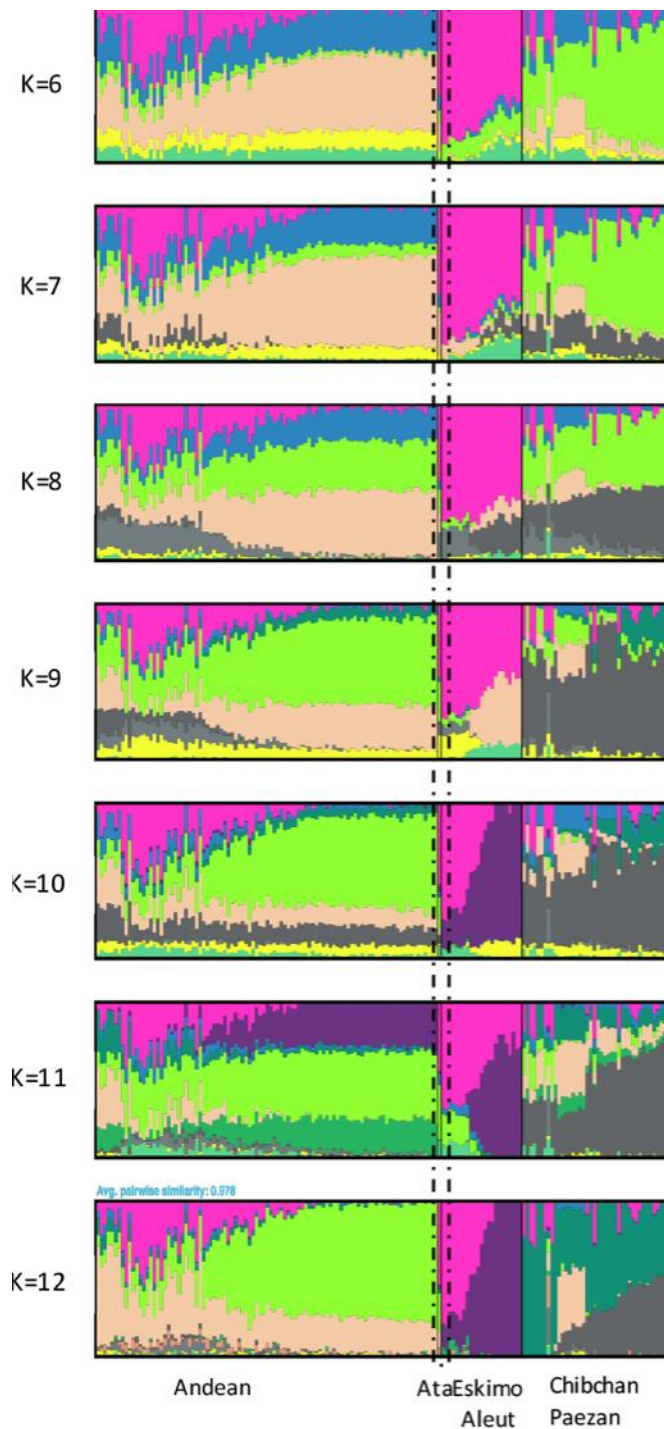 K=6
K=7
K=8
K=9
K=10
K=11
Avg. pairwise similarity: 0.978
K=12
Andean AtaEskimo Chibchan
Aleut Paezan